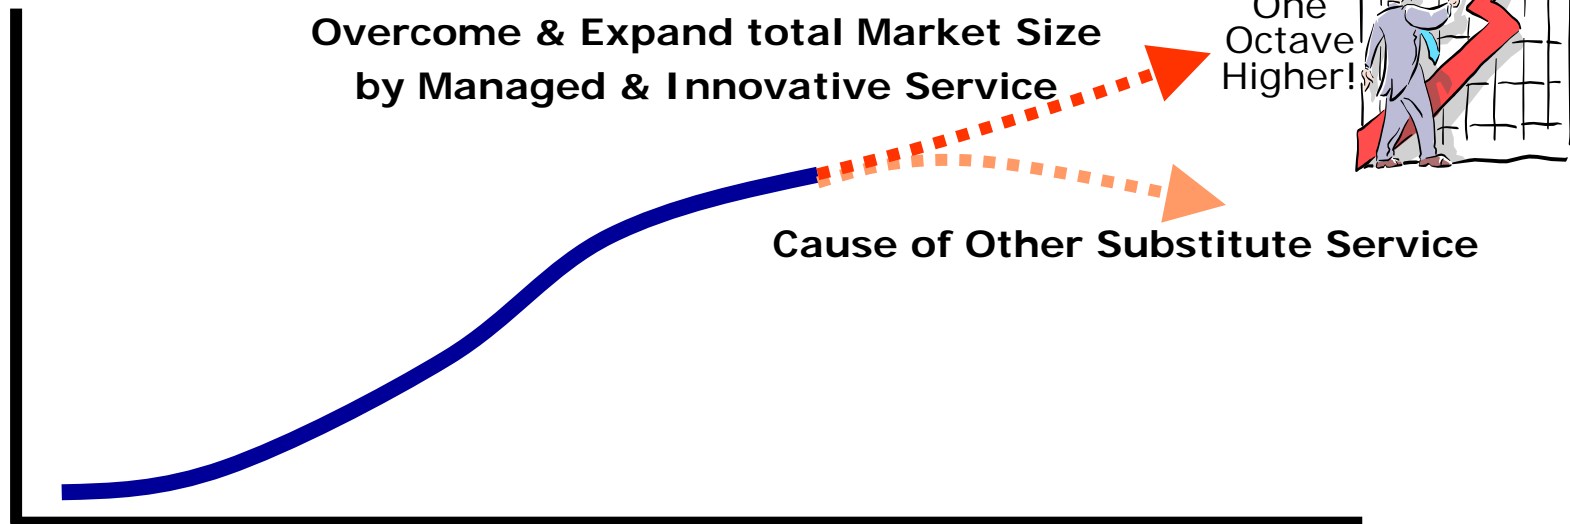 Overcome & Expand total Market Size
by Managed & Innovative Service
One
Octave
Higher!
Cause of Other Substitute Service